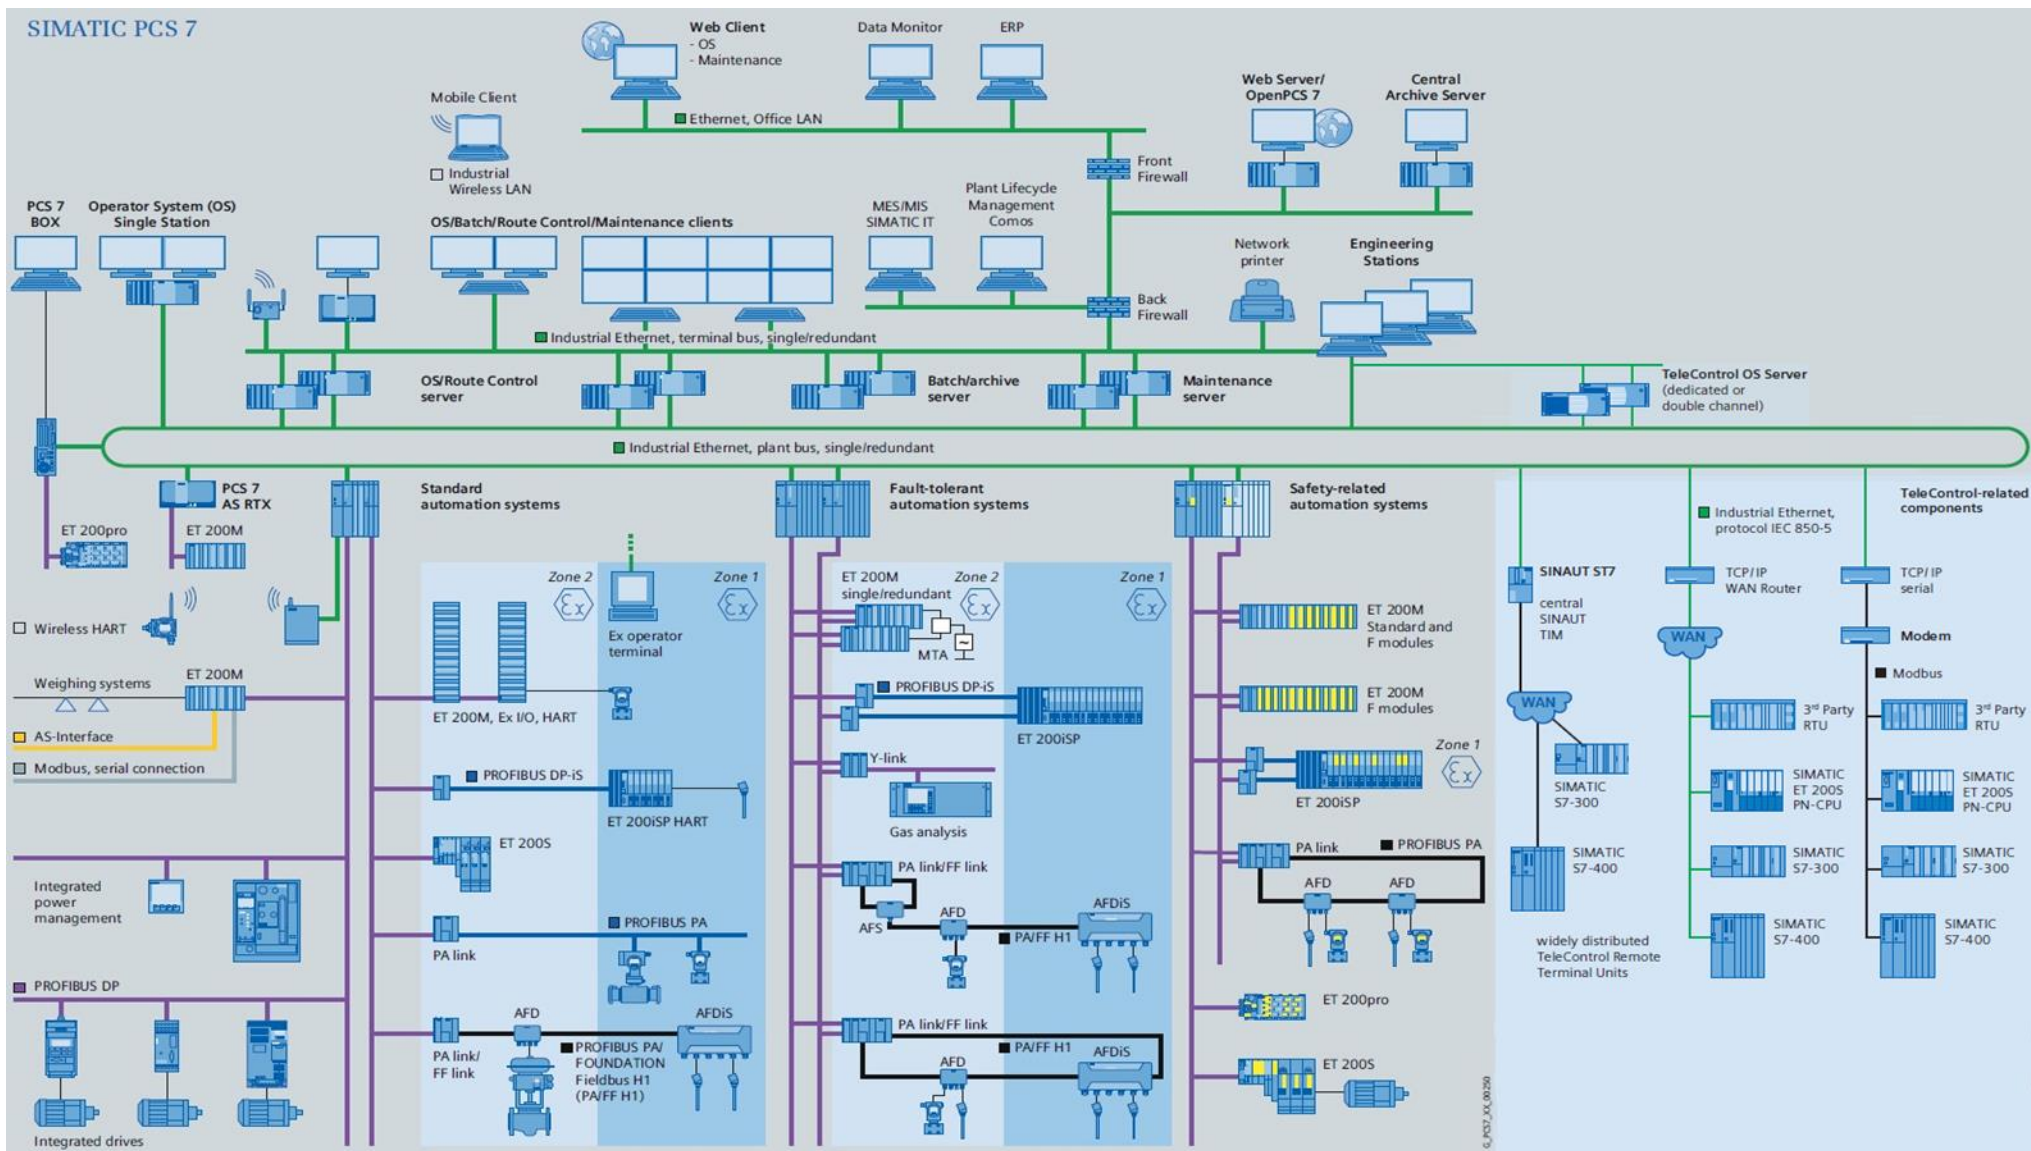 SIMATIC PCS 7
Web Client
- OS
- Maintenance
Data Monitor
ERP
Mobile Client
Ethernet, Office LAN
Web Server/
OpenPCS 7
Central
Archive Server
Industrial
Wireless LAN
Front
Firewall
PCS 7
BOX
Operator System (OS)
Single Station
OS/Batch/Route Control/Maintenance clients
MES/MIS
SIMATIC IT
Plant Lifecycle
Management
Comos
Network
printer
Engineering
Stations
Back
Firewall
Industrial Ethernet, terminal bus, single/redundant
OS/Route Control
server
Batch/archive
server
Maintenance
server
TeleControl OS Server
(dedicated or
double channel)
Industrial Ethernet, plant bus, single/redundant
PCS 7
AS RTX
Standard
automation systems
Fault-tolerant
automation systems
Safety-related
automation systems
TeleControl-related
components
Industrial Ethernet,
protocol IEC 850-5
ET 200pro
ET 200M
Wireless HART
Weighing systems
ET 200M
AS-Interface
Modbus, serial connection
Integrated
power
management
PROFIBUS DP
Integrated drives
Zone 2
Ex
Zone 1
Ex
Ex operator
terminal
ET 200M, Ex I/O, HART
PROFIBUS DP-iS
ET 200iSP HART
ET 200S
PROFIBUS PA
PA link
AFD
AFDiS
PA link/
FF link
PROFIBUS PA/
FOUNDATION
Fieldbus H1
(PA/FF H1)
ET 200M
single/redundant
Zone 2
Ex
Zone 1
Ex
MTA
~
PROFIBUS DP-iS
ET 200iSP
Y-link
Gas analysis
PA link/FF link
AFS
AFD
AFDiS
PA/FF H1
PA link/FF link
PA/FF H1
AFD
AFDiS
ET 200M
Standard and
F modules
ET 200M
F modules
Zone 1
Ex
ET 200iSP
PA link
PROFIBUS PA
AFD
AFD
ET 200pro
ET 200S
G_PCS7_XX_00250
SINAUT ST7
central
SINAUT
TIM
WAN
SIMATIC
S7-300
SIMATIC
S7-400
widely distributed
TeleControl Remote
Terminal Units
TCP/IP
WAN Router
WAN
3rd Party
RTU
SIMATIC
ET 200S
PN-CPU
SIMATIC
S7-300
SIMATIC
S7-400
TCP/IP
serial
Modem
Modbus
3rd Party
RTU
SIMATIC
ET 200S
PN-CPU
SIMATIC
S7-300
SIMATIC
S7-400